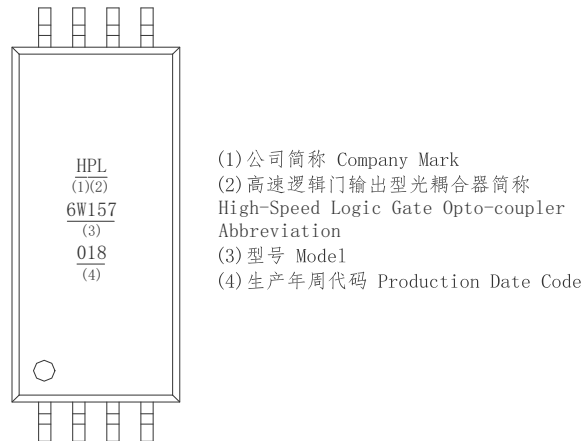 HPL
(1)(2)
6W157
(3)
018
(4)
(1)公司简称 Company Mark
(2)高速逻辑门输出型光耦合器简称
High-Speed Logic Gate Opto-coupler
Abbreviation
(3)型号 Model
(4)生产年周代码 Production Date Code